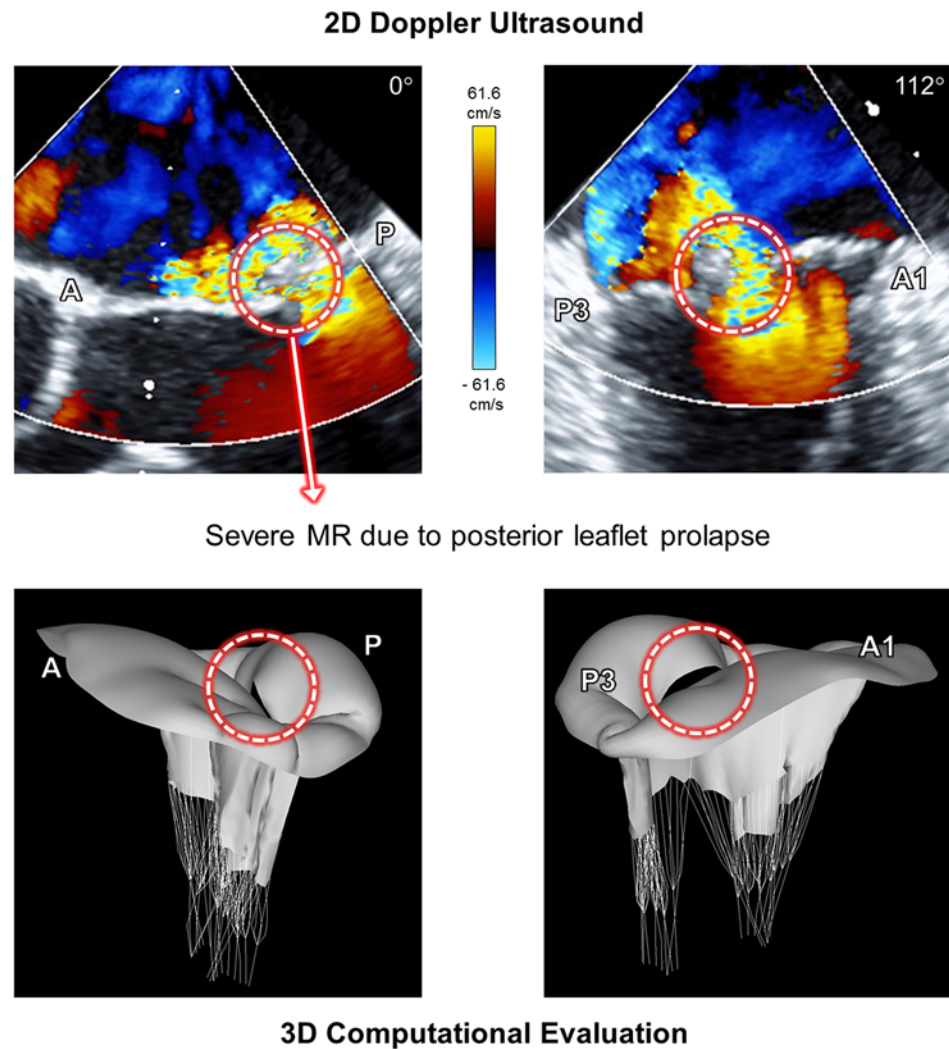 2D Doppler Ultrasound
0°
61.6
cm/s
112°
P
A
P3
A1
- 61.6
cm/s
Severe MR due to posterior leaflet prolapse
A
P
P3
A1
3D Computational Evaluation